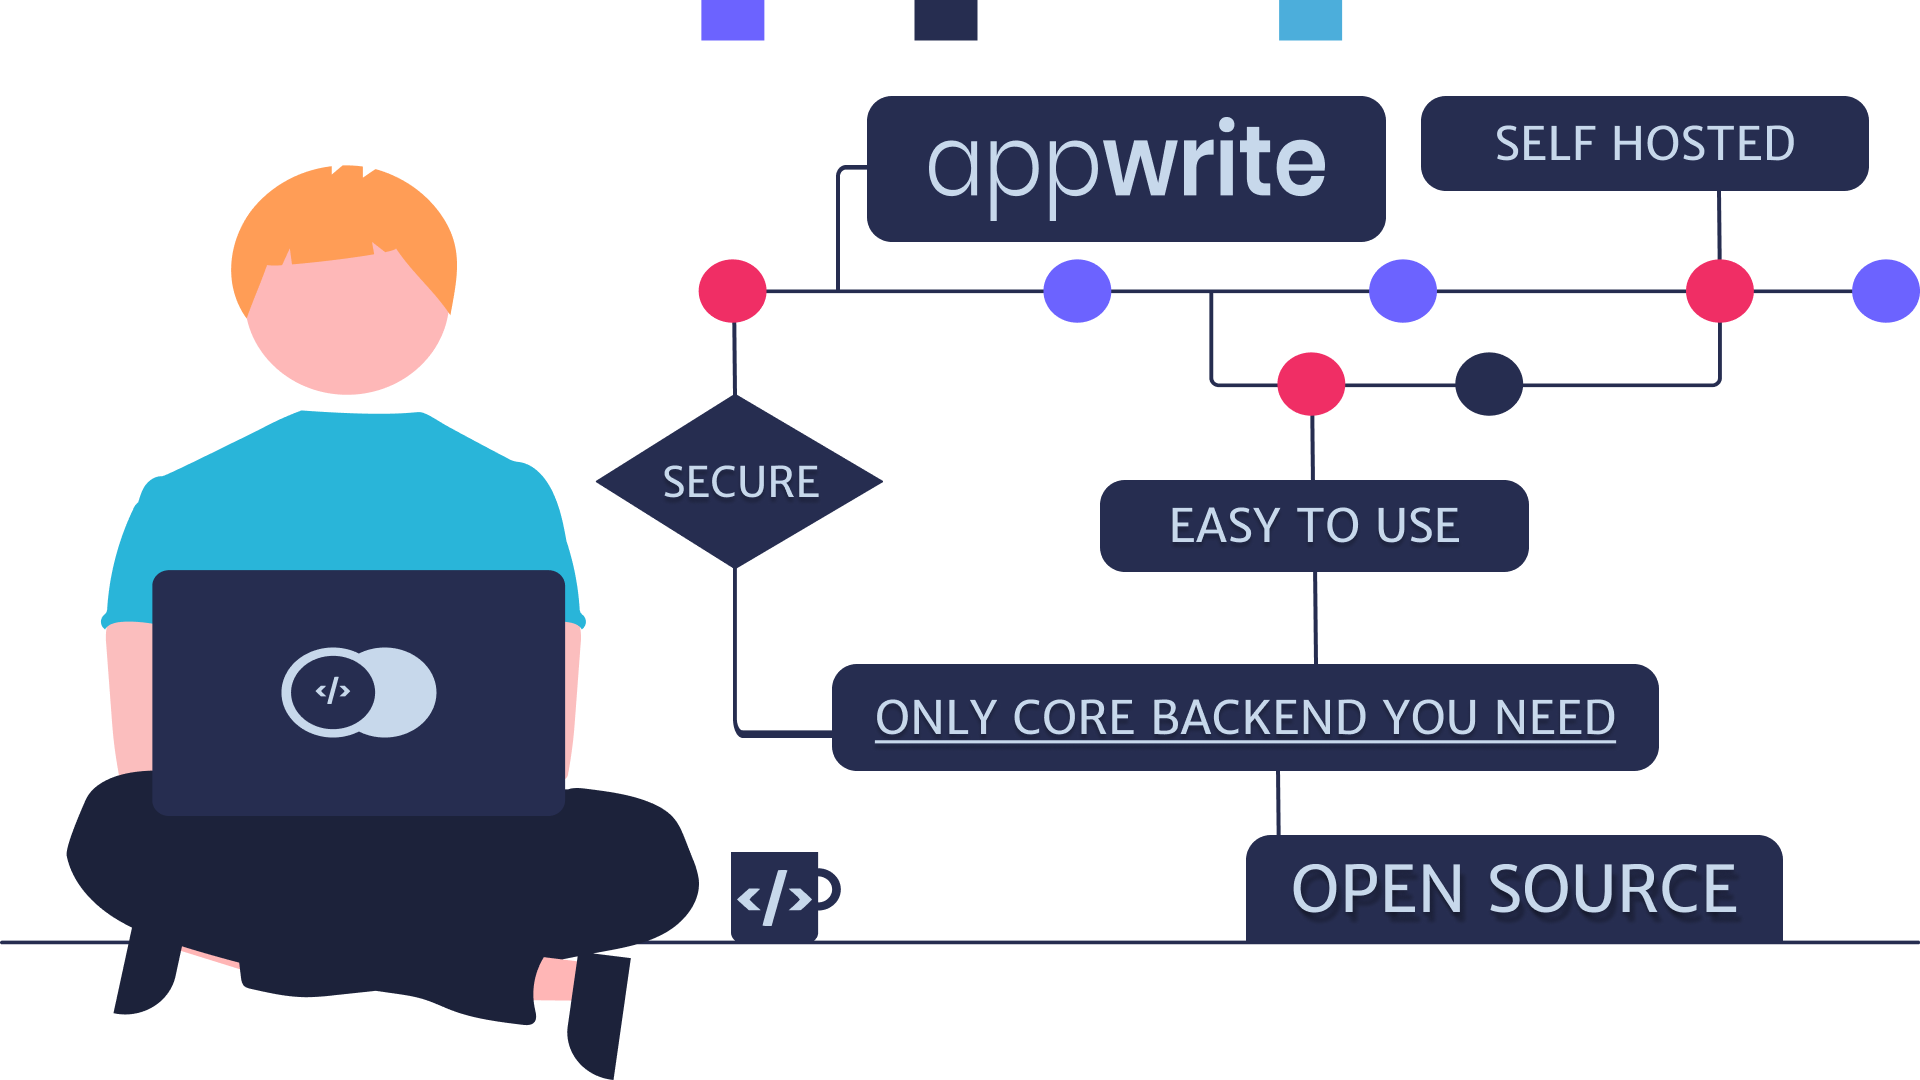 appwrite
SELF HOSTED
SECURE
EASY TO USE
ONLY CORE BACKEND YOU NEED
</>
</>
OPEN SOURCE